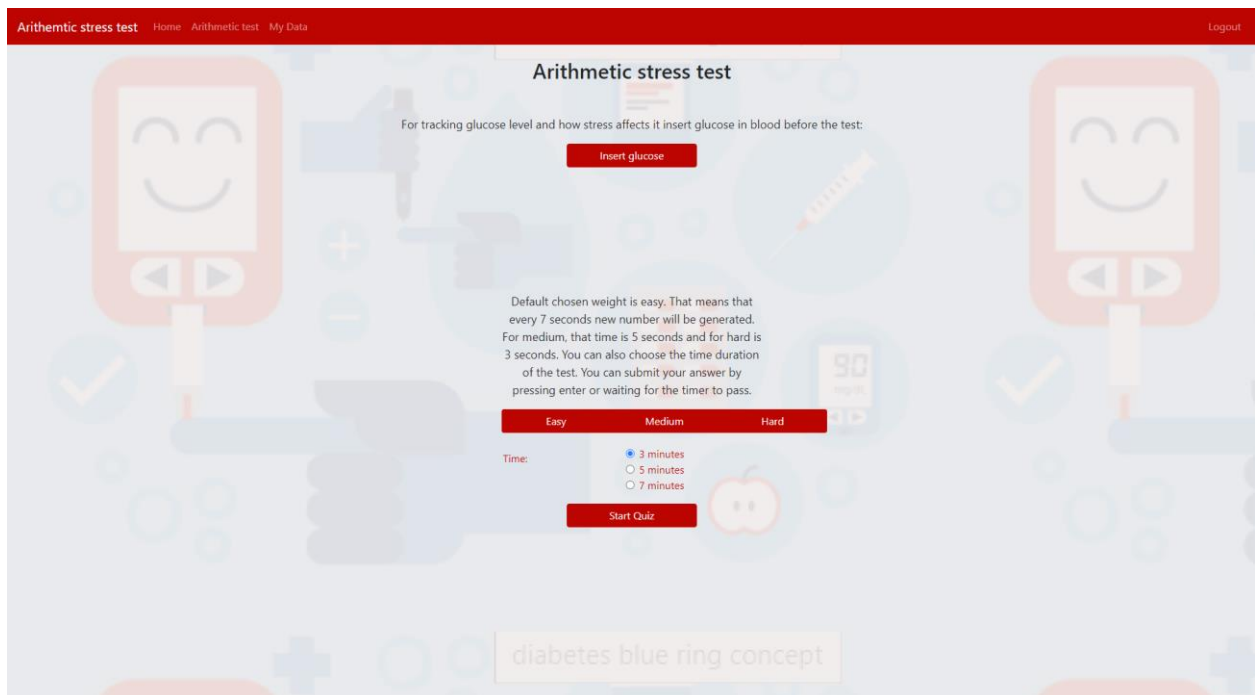 Arithemtic stress test Home Arithmetic test My Data Logout
Arithmetic stress test
For tracking glucose level and how stress affects it insert glucose in blood before the test:
Insert glucose
Default chosen weight is easy. That means that
every 7 seconds new number will be generated.
For medium, that time is 5 seconds and for hard is
3 seconds. You can also choose the time duration
of the test. You can submit your answer by
pressing enter or waiting for the timer to pass.
90
mg/dl
Easy Medium Hard
Time:
3 minutes
5 minutes
7 minutes
Start Quiz
diabetes blue ring concept